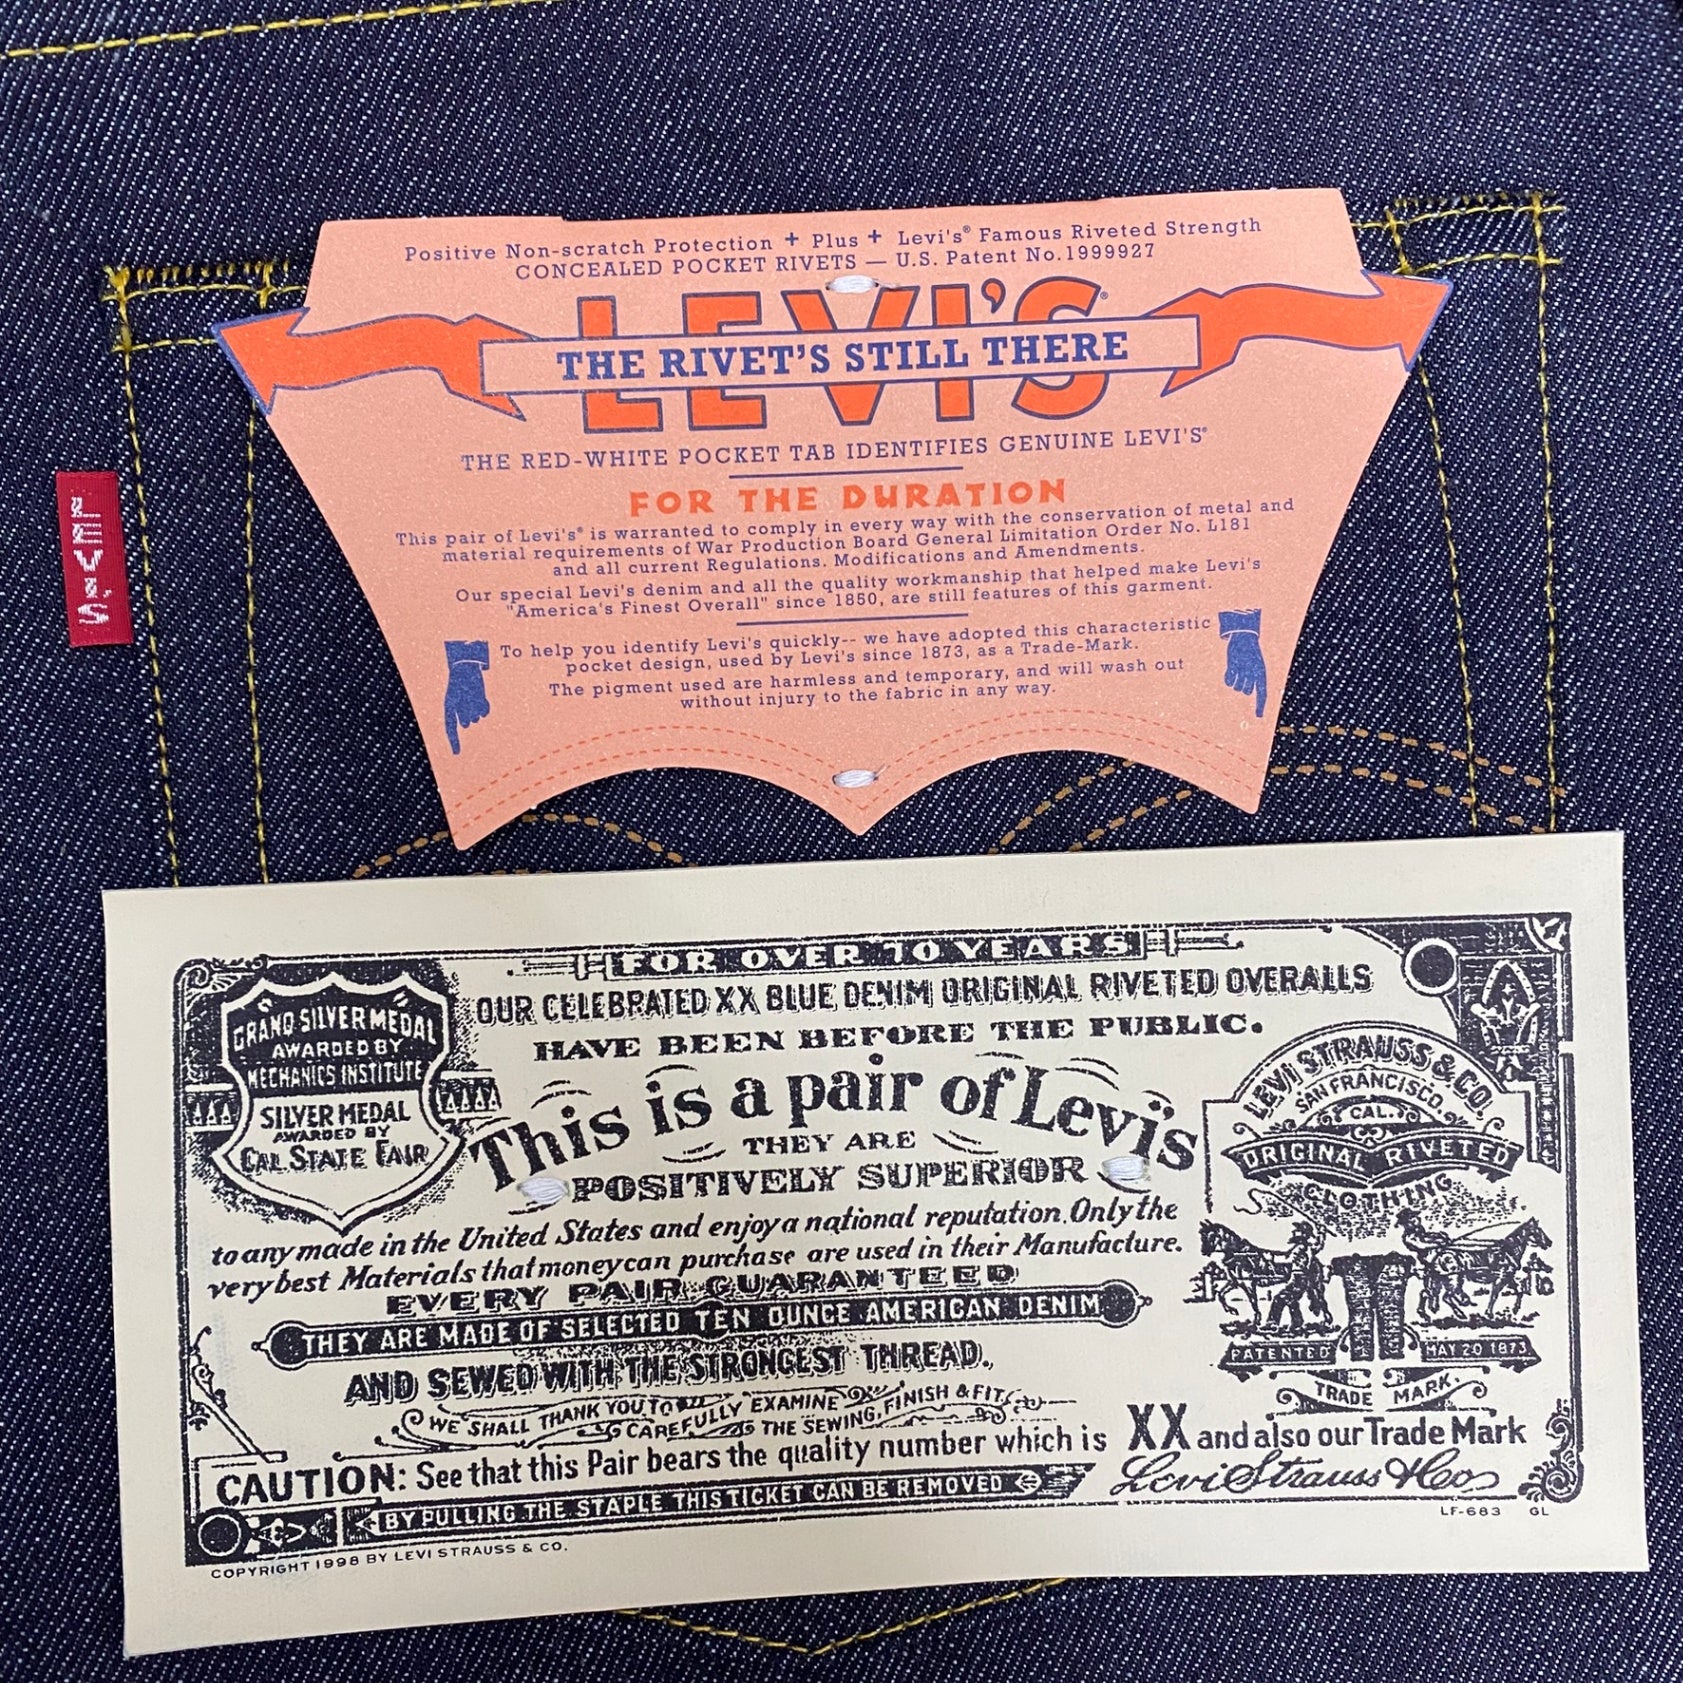 Positive Non-scratch Protection + Plus + Levi's® Famous Riveted Strength
CONCEALED POCKET RIVETS — U.S. Patent No.1999927
LEVI'S®
THE RIVET'S STILL THERE
THE RED-WHITE POCKET TAB IDENTIFIES GENUINE LEVI'S®
FOR THE DURATION
This pair of Levi's® is warranted to comply in every way with the conservation of metal and
material requirements of War Production Board General Limitation Order No. L181
and all current Regulations. Modifications and Amendments.
Our special Levi's denim and all the quality workmanship that helped make Levi's
"America's Finest Overall" since 1850, are still features of this garment.
To help you identify Levi's quickly-- we have adopted this characteristic
pocket design, used by Levi's since 1873, as a Trade-Mark.
The pigment used are harmless and temporary, and will wash out
without injury to the fabric in any way.
LEVI'S
FOR OVER 70 YEARS
OUR CELEBRATED XX BLUE DENIM ORIGINAL RIVETED OVERALLS
HAVE BEEN BEFORE THE PUBLIC.
GRAND SILVER MEDAL
AWARDED BY
MECHANICS INSTITUTE
SILVER MEDAL
AWARDED BY
CAL. STATE FAIR
This is a pair of Levi's
THEY ARE
POSITIVELY SUPERIOR
to any made in the United States and enjoy a national reputation. Only the
very best Materials that money can purchase are used in their Manufacture.
EVERY PAIR GUARANTEED
THEY ARE MADE OF SELECTED TEN OUNCE AMERICAN DENIM
AND SEWED WITH THE STRONGEST THREAD.
WE SHALL THANK YOU TO CAREFULLY EXAMINE THE SEWING, FINISH & FIT
LEVI STRAUSS & CO.
SAN FRANCISCO.
CAL.
ORIGINAL RIVETED
CLOTHING
PATENTED MAY 20 1873
TRADE MARK.
CAUTION: See that this Pair bears the quality number which is XX and also our Trade Mark
BY PULLING THE STAPLE THIS TICKET CAN BE REMOVED
Levi Strauss & Co
LF-683 GL
COPYRIGHT 1998 BY LEVI STRAUSS & CO.